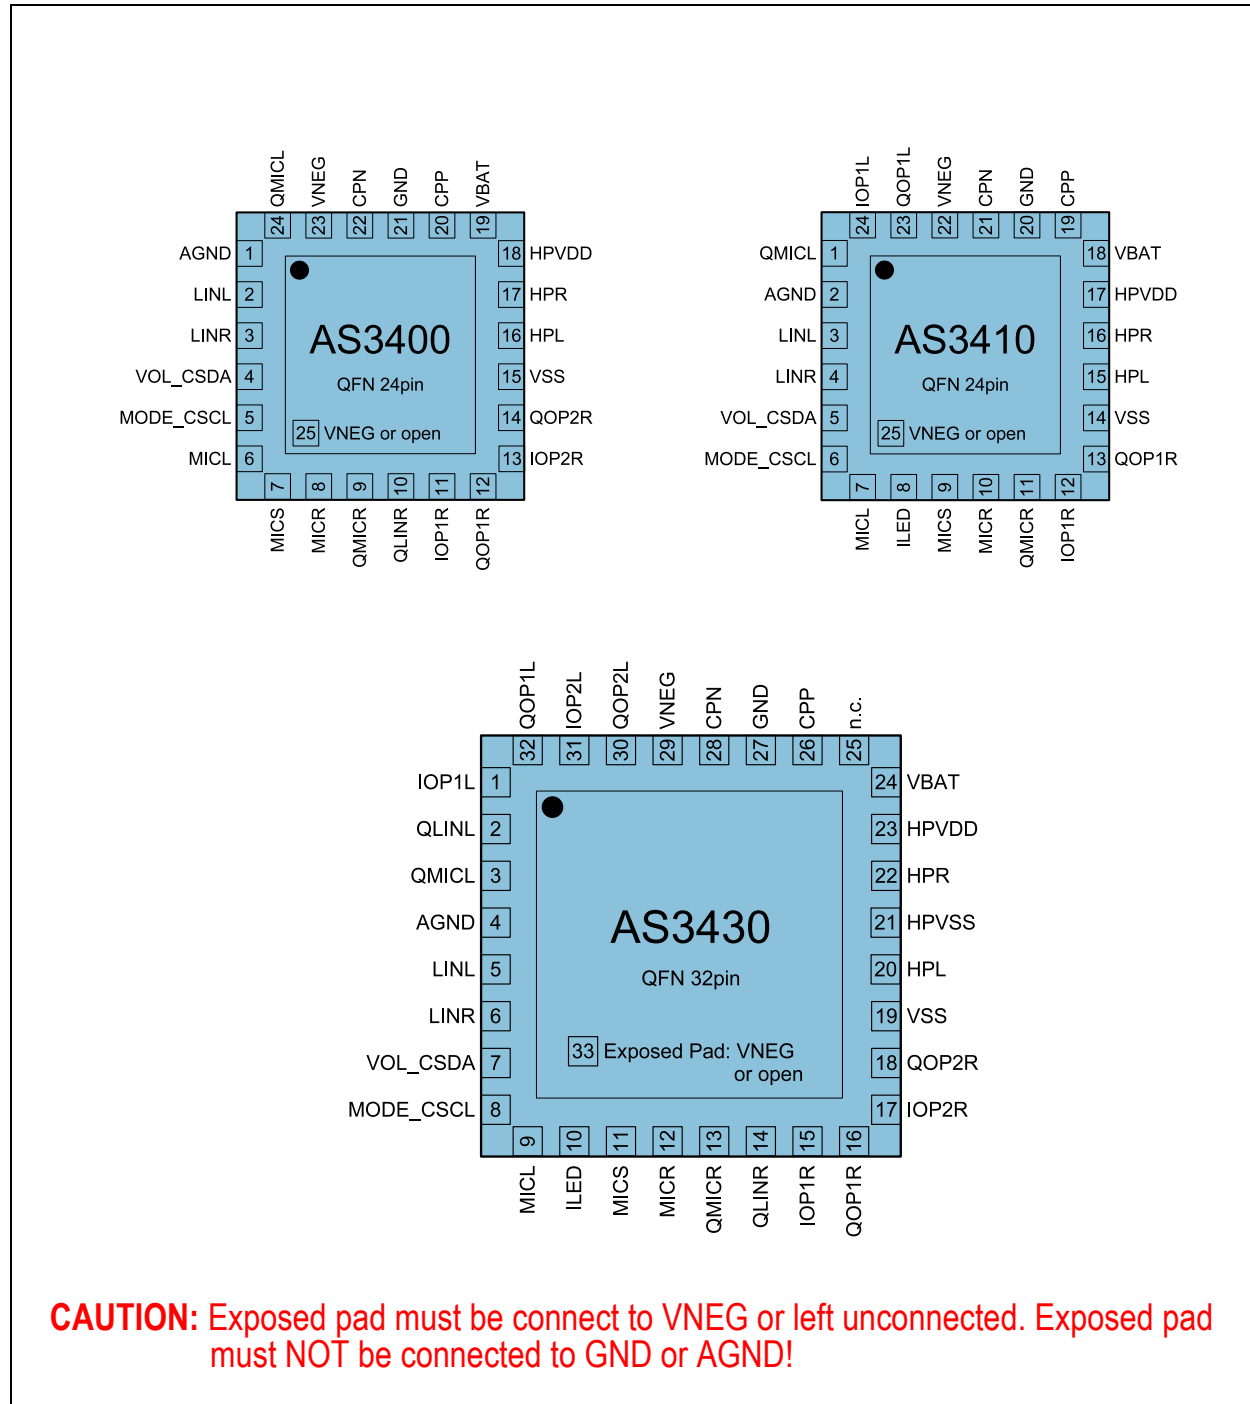 QMICL VNEG CPN GND CPP VBAT
24 23 22 21 20 19
AGND 1 18 HPVDD
LINL 2 17 HPR
LINR 3 16 HPL
AS3400
VOL_CSDA 4 15 VSS
QFN 24pin
MODE_CSCL 5 14 QOP2R
25 VNEG or open
MICL 6 13 IOP2R
7 8 9 10 11 12
MICS MICR QMICR QLINR IOP1R QOP1R
IOP1L QOP1L VNEG CPN GND CPP
24 23 22 21 20 19
QMICL 1 18 VBAT
AGND 2 17 HPVDD
LINL 3 16 HPR
AS3410
LINR 4 15 HPL
QFN 24pin
VOL_CSDA 5 14 VSS
25 VNEG or open
MODE_CSCL 6 13 QOP1R
7 8 9 10 11 12
MICL ILED MICS MICR QMICR IOP1R
QOP1L IOP2L QOP2L VNEG CPN GND CPP n.c.
32 31 30 29 28 27 26 25
IOP1L 1 24 VBAT
QLINL 2 23 HPVDD
QMICL 3 22 HPR
AGND 4 21 HPVSS
AS3430
LINL 5 20 HPL
QFN 32pin
LINR 6 19 VSS
33 Exposed Pad: VNEG
or open
VOL_CSDA 7 18 QOP2R
MODE_CSCL 8 17 IOP2R
9 10 11 12 13 14 15 16
MICL ILED MICS MICR QMICR QLINR IOP1R QOP1R
CAUTION: Exposed pad must be connect to VNEG or left unconnected. Exposed pad
must NOT be connected to GND or AGND!